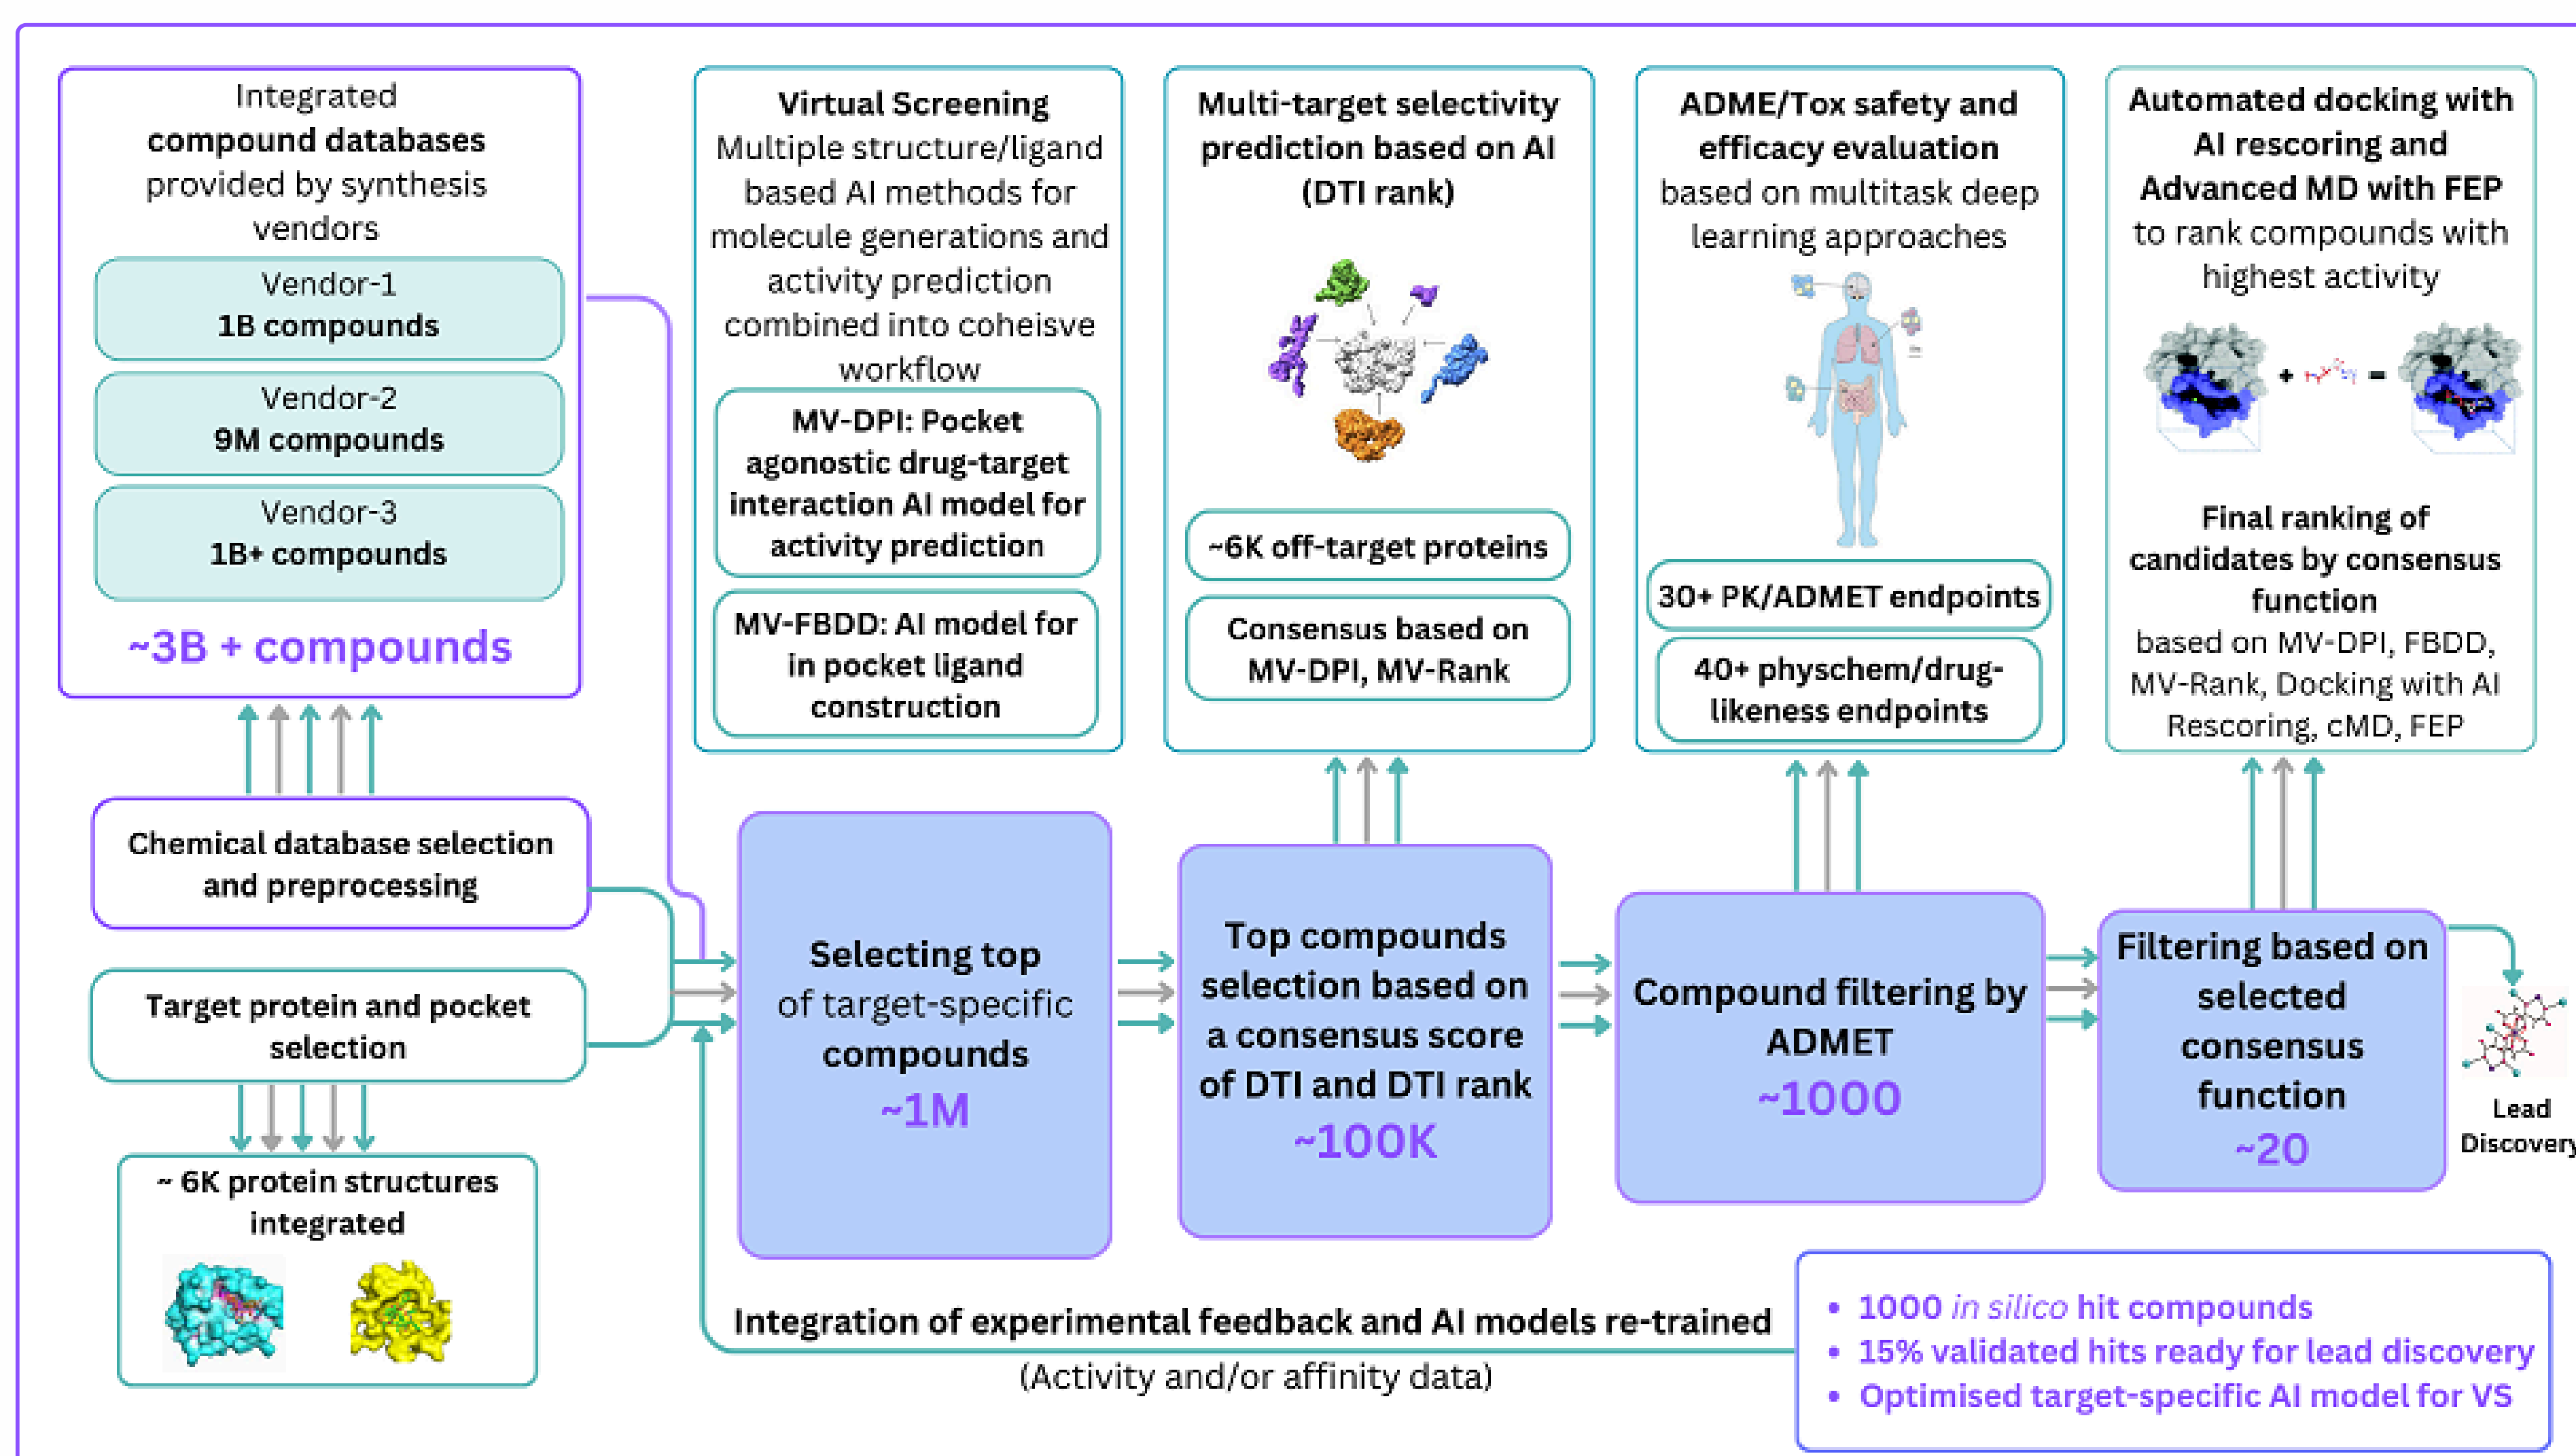 Integrated
compound databases
provided by synthesis
vendors
Vendor-1
1B compounds
Vendor-2
9M compounds
Vendor-3
1B+ compounds
~3B + compounds
Chemical database selection
and preprocessing
Target protein and pocket
selection
~ 6K protein structures
integrated
Virtual Screening
Multiple structure/ligand
based AI methods for
molecule generations and
activity prediction
combined into coheisve
workflow
MV-DPI: Pocket
agonostic drug-target
interaction AI model for
activity prediction
MV-FBDD: AI model for
in pocket ligand
construction
Selecting top
of target-specific
compounds
~1M
Multi-target selectivity
prediction based on AI
(DTI rank)
~6K off-target proteins
Consensus based on
MV-DPI, MV-Rank
Top compounds
selection based on
a consensus score
of DTI and DTI rank
~100K
ADME/Tox safety and
efficacy evaluation
based on multitask deep
learning approaches
30+ PK/ADMET endpoints
40+ physchem/drug-
likeness endpoints
Compound filtering by
ADMET
~1000
Automated docking with
AI rescoring and
Advanced MD with FEP
to rank compounds with
highest activity
+ =
Final ranking of
candidates by consensus
function
based on MV-DPI, FBDD,
MV-Rank, Docking with AI
Rescoring, cMD, FEP
Filtering based on
selected
consensus
function
~20
Lead
Discovery
Integration of experimental feedback and AI models re-trained
(Activity and/or affinity data)
• 1000 in silico hit compounds
• 15% validated hits ready for lead discovery
• Optimised target-specific AI model for VS